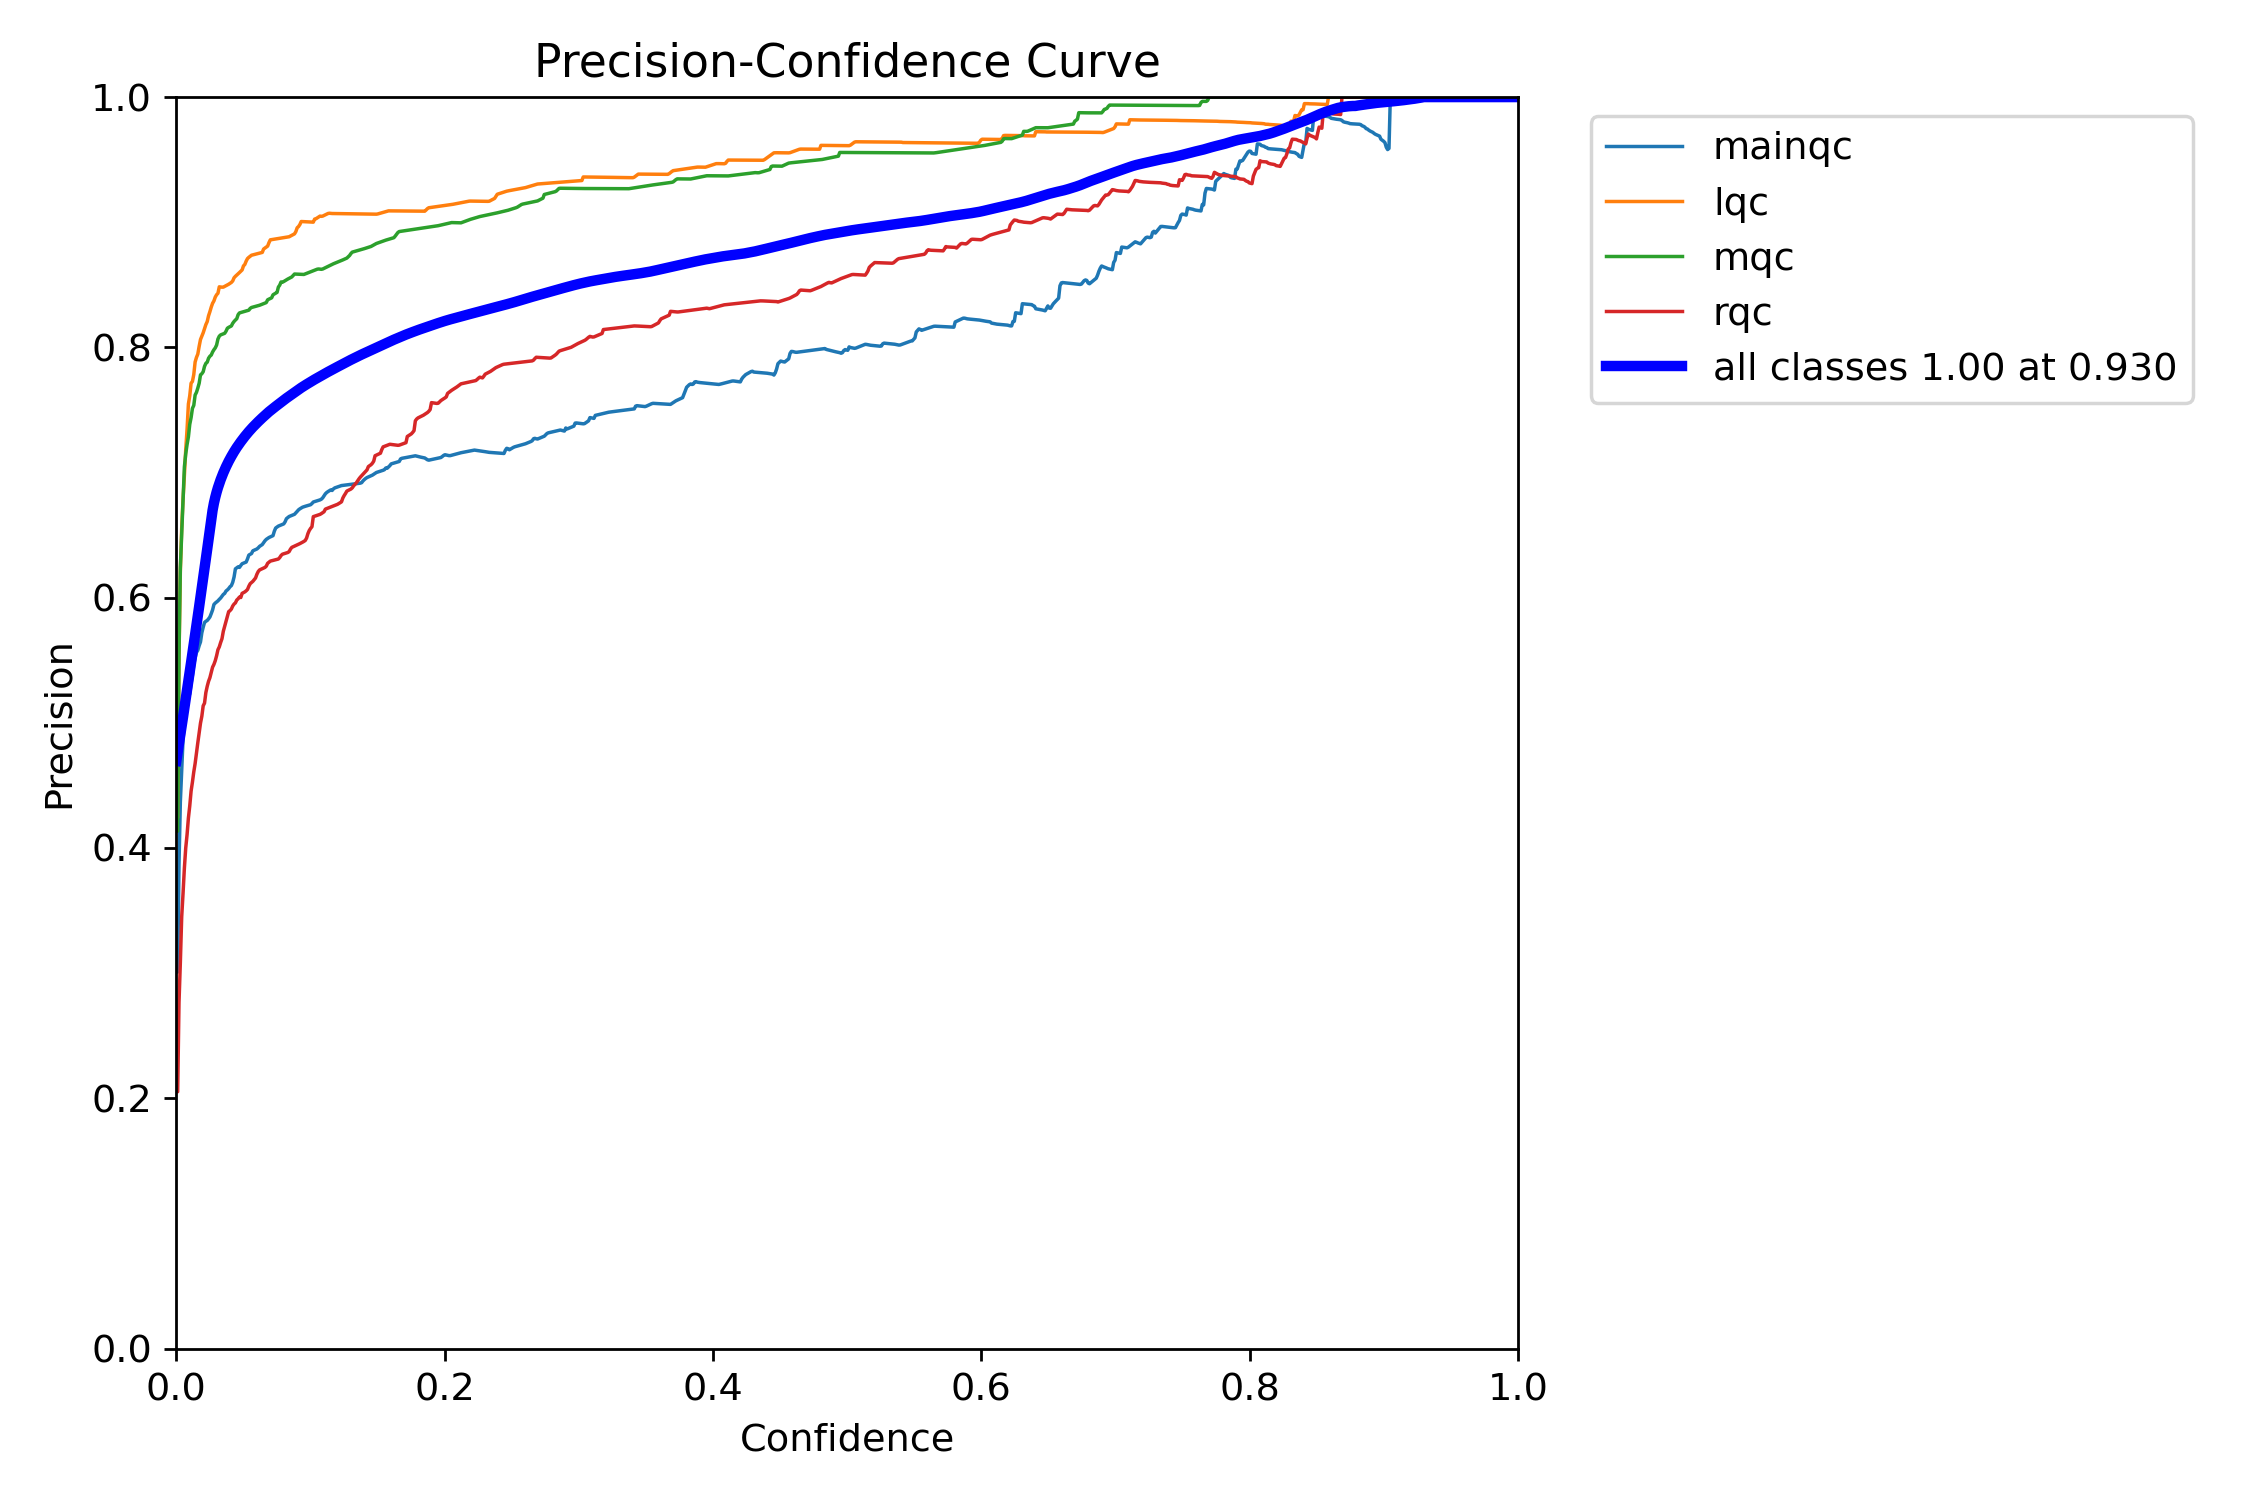 Precision-Confidence Curve
1.0
0.8
0.6
0.4
0.2
0.0
Precision
0.0 0.2 0.4 0.6 0.8 1.0
Confidence
mainqc
lqc
mqc
rqc
all classes 1.00 at 0.930